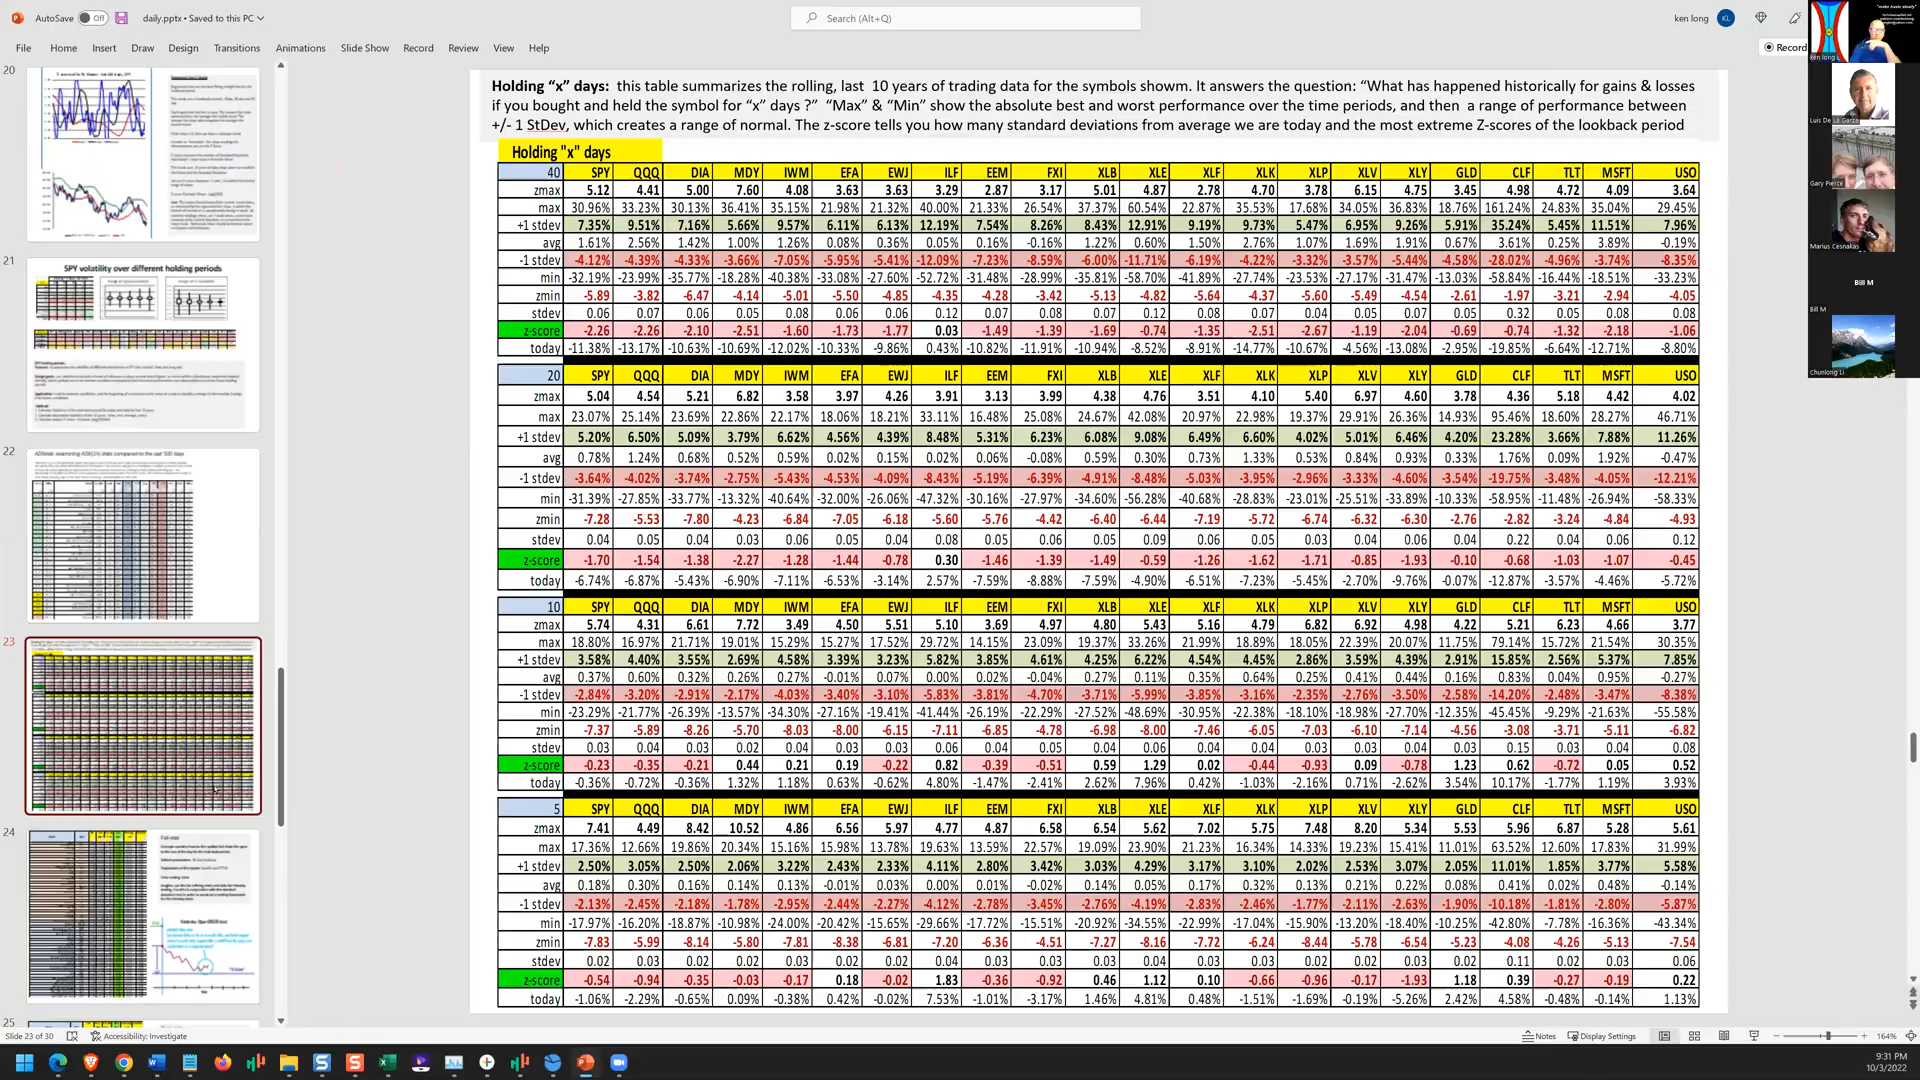 AutoSave Off daily.pptx • Saved to this PC Search (Alt+Q) ken long KL
File Home Insert Draw Design Transitions Animations Slide Show Record Review View Help Record
Holding “x” days: this table summarizes the rolling, last 10 years of trading data for the symbols showm. It answers the question: “What has happened historically for gains & losses
if you bought and held the symbol for “x” days ?” “Max” & “Min” show the absolute best and worst performance over the time periods, and then a range of performance between
+/- 1 StDev, which creates a range of normal. The z-score tells you how many standard deviations from average we are today and the most extreme Z-scores of the lookback period
Holding "x" days
40 SPY QQQ DIA MDY IWM EFA EWJ ILF EEM FXI XLB XLE XLF XLK XLP XLV XLY GLD CLF TLT MSFT USO
zmax 5.12 4.41 5.00 7.60 4.08 3.63 3.63 3.29 2.87 3.17 5.01 4.87 2.78 4.70 3.78 6.15 4.75 3.45 4.98 4.72 4.09 3.64
max 30.96% 33.23% 30.13% 36.41% 35.15% 21.98% 21.32% 40.00% 21.33% 26.54% 37.37% 60.54% 22.87% 35.53% 17.68% 34.05% 36.83% 18.76% 161.24% 24.83% 35.04% 29.45%
+1 stdev 7.35% 9.51% 7.16% 5.66% 9.57% 6.11% 6.13% 12.19% 7.54% 8.26% 8.43% 12.91% 9.19% 9.73% 5.47% 6.95% 9.26% 5.91% 35.24% 5.45% 11.51% 7.96%
avg 1.61% 2.56% 1.42% 1.00% 1.26% 0.08% 0.36% 0.05% 0.16% -0.16% 1.22% 0.60% 1.50% 2.76% 1.07% 1.69% 1.91% 0.67% 3.61% 0.25% 3.89% -0.19%
-1 stdev -4.12% -4.39% -4.33% -3.66% -7.05% -5.95% -5.41% -12.09% -7.23% -8.59% -6.00% -11.71% -6.19% -4.22% -3.32% -3.57% -5.44% -4.58% -28.02% -4.96% -3.74% -8.35%
min -32.19% -23.99% -35.77% -18.28% -40.38% -33.08% -27.60% -52.72% -31.48% -28.99% -35.81% -58.70% -41.89% -27.74% -23.53% -27.17% -31.47% -13.03% -58.84% -16.44% -18.51% -33.23%
zmin -5.89 -3.82 -6.47 -4.14 -5.01 -5.50 -4.85 -4.35 -4.28 -3.42 -5.13 -4.82 -5.64 -4.37 -5.60 -5.49 -4.54 -2.61 -1.97 -3.21 -2.94 -4.05
stdev 0.06 0.07 0.06 0.05 0.08 0.06 0.06 0.12 0.07 0.08 0.07 0.12 0.08 0.07 0.04 0.05 0.07 0.05 0.32 0.05 0.08 0.08
z-score -2.26 -2.26 -2.10 -2.51 -1.60 -1.73 -1.77 0.03 -1.49 -1.39 -1.69 -0.74 -1.35 -2.51 -2.67 -1.19 -2.04 -0.69 -0.74 -1.32 -2.18 -1.06
today -11.38% -13.17% -10.63% -10.69% -12.02% -10.33% -9.86% 0.43% -10.82% -11.91% -10.94% -8.52% -8.91% -14.77% -10.67% -4.56% -13.08% -2.95% -19.85% -6.64% -12.71% -8.80%
20 SPY QQQ DIA MDY IWM EFA EWJ ILF EEM FXI XLB XLE XLF XLK XLP XLV XLY GLD CLF TLT MSFT USO
zmax 5.04 4.54 5.21 6.82 3.58 3.97 4.26 3.91 3.13 3.99 4.38 4.76 3.51 4.10 5.40 6.97 4.60 3.78 4.36 5.18 4.42 4.02
max 23.07% 25.14% 23.69% 22.86% 22.17% 18.06% 18.21% 33.11% 16.48% 25.08% 24.67% 42.08% 20.97% 22.98% 19.37% 29.91% 26.36% 14.93% 95.46% 18.60% 28.27% 46.71%
+1 stdev 5.20% 6.50% 5.09% 3.79% 6.62% 4.56% 4.39% 8.48% 5.31% 6.23% 6.08% 9.08% 6.49% 6.60% 4.02% 5.01% 6.46% 4.20% 23.28% 3.66% 7.88% 11.26%
avg 0.78% 1.24% 0.68% 0.52% 0.59% 0.02% 0.15% 0.02% 0.06% -0.08% 0.59% 0.30% 0.73% 1.33% 0.53% 0.84% 0.93% 0.33% 1.76% 0.09% 1.92% -0.47%
-1 stdev -3.64% -4.02% -3.74% -2.75% -5.43% -4.53% -4.09% -8.43% -5.19% -6.39% -4.91% -8.48% -5.03% -3.95% -2.96% -3.33% -4.60% -3.54% -19.75% -3.48% -4.05% -12.21%
min -31.39% -27.85% -33.77% -13.32% -40.64% -32.00% -26.06% -47.32% -30.16% -27.97% -34.60% -56.28% -40.68% -28.83% -23.01% -25.51% -33.89% -10.33% -58.95% -11.48% -26.94% -58.33%
zmin -7.28 -5.53 -7.80 -4.23 -6.84 -7.05 -6.18 -5.60 -5.76 -4.42 -6.40 -6.44 -7.19 -5.72 -6.74 -6.32 -6.30 -2.76 -2.82 -3.24 -4.84 -4.93
stdev 0.04 0.05 0.04 0.03 0.06 0.05 0.04 0.08 0.05 0.06 0.05 0.09 0.06 0.05 0.03 0.04 0.06 0.04 0.22 0.04 0.06 0.12
z-score -1.70 -1.54 -1.38 -2.27 -1.28 -1.44 -0.78 0.30 -1.46 -1.39 -1.49 -0.59 -1.26 -1.62 -1.71 -0.85 -1.93 -0.10 -0.68 -1.03 -1.07 -0.45
today -6.74% -6.87% -5.43% -6.90% -7.11% -6.53% -3.14% 2.57% -7.59% -8.88% -7.59% -4.90% -6.51% -7.23% -5.45% -2.70% -9.76% -0.07% -12.87% -3.57% -4.46% -5.72%
10 SPY QQQ DIA MDY IWM EFA EWJ ILF EEM FXI XLB XLE XLF XLK XLP XLV XLY GLD CLF TLT MSFT USO
zmax 5.74 4.31 6.61 7.72 3.49 4.50 5.51 5.10 3.69 4.97 4.80 5.43 5.16 4.79 6.82 6.92 4.98 4.22 5.21 6.23 4.66 3.77
max 18.80% 16.97% 21.71% 19.01% 15.29% 15.27% 17.52% 29.72% 14.15% 23.09% 19.37% 33.26% 21.99% 18.89% 18.05% 22.39% 20.07% 11.75% 79.14% 15.72% 21.54% 30.35%
+1 stdev 3.58% 4.40% 3.55% 2.69% 4.58% 3.39% 3.23% 5.82% 3.85% 4.61% 4.25% 6.22% 4.54% 4.45% 2.86% 3.59% 4.39% 2.91% 15.85% 2.56% 5.37% 7.85%
avg 0.37% 0.60% 0.32% 0.26% 0.27% -0.01% 0.07% 0.00% 0.02% -0.04% 0.27% 0.11% 0.35% 0.64% 0.25% 0.41% 0.44% 0.16% 0.83% 0.04% 0.95% -0.27%
-1 stdev -2.84% -3.20% -2.91% -2.17% -4.03% -3.40% -3.10% -5.83% -3.81% -4.70% -3.71% -5.99% -3.85% -3.16% -2.35% -2.76% -3.50% -2.58% -14.20% -2.48% -3.47% -8.38%
min -23.29% -21.77% -26.39% -13.57% -34.30% -27.16% -19.41% -41.44% -26.19% -22.29% -27.52% -48.69% -30.95% -22.38% -18.10% -18.98% -27.70% -12.35% -45.45% -9.29% -21.63% -55.58%
zmin -7.37 -5.89 -8.26 -5.70 -8.03 -8.00 -6.15 -7.11 -6.85 -4.78 -6.98 -8.00 -7.46 -6.05 -7.03 -6.10 -7.14 -4.56 -3.08 -3.71 -5.11 -6.82
stdev 0.03 0.04 0.03 0.02 0.04 0.03 0.03 0.06 0.04 0.05 0.04 0.06 0.04 0.04 0.03 0.03 0.04 0.03 0.15 0.03 0.04 0.08
z-score -0.23 -0.35 -0.21 0.44 0.21 0.19 -0.22 0.82 -0.39 -0.51 0.59 1.29 0.02 -0.44 -0.93 0.09 -0.78 1.23 0.62 -0.72 0.05 0.52
today -0.36% -0.72% -0.36% 1.32% 1.18% 0.63% -0.62% 4.80% -1.47% -2.41% 2.62% 7.96% 0.42% -1.03% -2.16% 0.71% -2.62% 3.54% 10.17% -1.77% 1.19% 3.93%
5 SPY QQQ DIA MDY IWM EFA EWJ ILF EEM FXI XLB XLE XLF XLK XLP XLV XLY GLD CLF TLT MSFT USO
zmax 7.41 4.49 8.42 10.52 4.86 6.56 5.97 4.77 4.87 6.58 6.54 5.62 7.02 5.75 7.48 8.20 5.34 5.53 5.96 6.87 5.28 5.61
max 17.36% 12.66% 19.86% 20.34% 15.16% 15.98% 13.78% 19.63% 13.59% 22.57% 19.09% 23.90% 21.23% 16.34% 14.33% 19.23% 15.41% 11.01% 63.52% 12.60% 17.83% 31.99%
+1 stdev 2.50% 3.05% 2.50% 2.06% 3.22% 2.43% 2.33% 4.11% 2.80% 3.42% 3.03% 4.29% 3.17% 3.10% 2.02% 2.53% 3.07% 2.05% 11.01% 1.85% 3.77% 5.58%
avg 0.18% 0.30% 0.16% 0.14% 0.13% -0.01% 0.03% 0.00% 0.01% -0.02% 0.14% 0.05% 0.17% 0.32% 0.13% 0.21% 0.22% 0.08% 0.41% 0.02% 0.48% -0.14%
-1 stdev -2.13% -2.45% -2.18% -1.78% -2.95% -2.44% -2.27% -4.12% -2.78% -3.45% -2.76% -4.19% -2.83% -2.46% -1.77% -2.11% -2.63% -1.90% -10.18% -1.81% -2.80% -5.87%
min -17.97% -16.20% -18.87% -10.98% -24.00% -20.42% -15.65% -29.66% -17.72% -15.51% -20.92% -34.55% -22.99% -17.04% -15.90% -13.20% -18.40% -10.25% -42.80% -7.78% -16.36% -43.34%
zmin -7.83 -5.99 -8.14 -5.80 -7.81 -8.38 -6.81 -7.20 -6.36 -4.51 -7.27 -8.16 -7.72 -6.24 -8.44 -5.78 -6.54 -5.23 -4.08 -4.26 -5.13 -7.54
stdev 0.02 0.03 0.02 0.02 0.03 0.02 0.02 0.04 0.03 0.03 0.03 0.04 0.03 0.03 0.02 0.02 0.03 0.02 0.11 0.02 0.03 0.06
z-score -0.54 -0.94 -0.35 -0.03 -0.17 0.18 -0.02 1.83 -0.36 -0.92 0.46 1.12 0.10 -0.66 -0.96 -0.17 -1.93 1.18 0.39 -0.27 -0.19 0.22
today -1.06% -2.29% -0.65% 0.09% -0.38% 0.42% -0.02% 7.53% -1.01% -3.17% 1.46% 4.81% 0.48% -1.51% -1.69% -0.19% -5.26% 2.42% 4.58% -0.48% -0.14% 1.13%
20
21
SPY volatility over different holding periods
22
23
24
25
ken long
Luis De La Garza
Gary Pierce
Marius Cesnakas
Bill M
Bill M
Chunlong Li
Slide 23 of 30 Accessibility: Investigate Notes Display Settings 164%
9:31 PM
10/3/2022